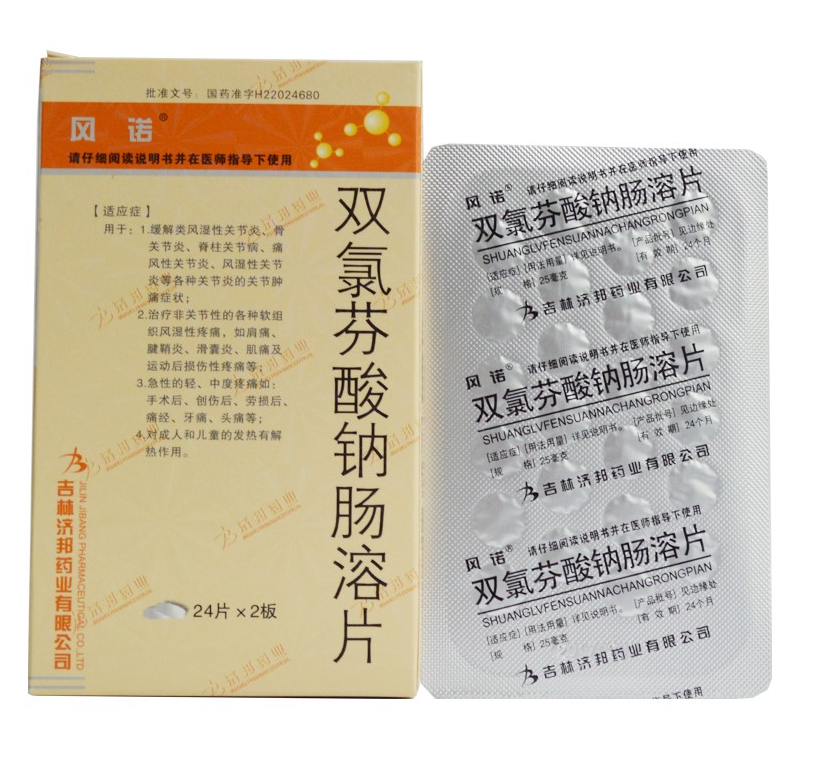 批准文号：国药准字H22024680
风诺®
请仔细阅读说明书并在医师指导下使用
双氯芬酸钠肠溶片
【适应症】
用于：1.缓解类风湿性关节炎、骨
关节炎、脊柱关节病、痛
风性关节炎、风湿性关节
炎等各种关节炎的关节肿
痛症状；
2.治疗非关节性的各种软组
织风湿性疼痛，如肩痛、
腱鞘炎、滑囊炎、肌痛及
运动后损伤性疼痛等；
3.急性的轻、中度疼痛如：
手术后、创伤后、劳损后、
痛经、牙痛、头痛等；
4.对成人和儿童的发热有解
热作用。
吉林济邦药业有限公司
JILIN JIBANG PHARMACEUTICAL CO.,LTD
24片×2板
风诺® 请仔细阅读说明书并在医师指导下使用
双氯芬酸钠肠溶片
SHUANGLVFENSUANNACHANGRONGPIAN
[适应症] [用法用量] 详见说明书。 [产品批号] 见边缘处
[规 格] 25毫克 [有 效 期] 24个月
吉林济邦药业有限公司
风诺® 请仔细阅读说明书并在医师指导下使用
双氯芬酸钠肠溶片
SHUANGLVFENSUANNACHANGRONGPIAN
[适应症] [用法用量] 详见说明书。 [产品批号] 见边缘处
[规 格] 25毫克 [有 效 期] 24个月
吉林济邦药业有限公司
风诺® 请仔细阅读说明书并在医师指导下使用
双氯芬酸钠肠溶片
SHUANGLVFENSUANNACHANGRONGPIAN
[适应症] [用法用量] 详见说明书。 [产品批号] 见边缘处
[规 格] 25毫克 [有 效 期] 24个月
吉林济邦药业有限公司
导下使用